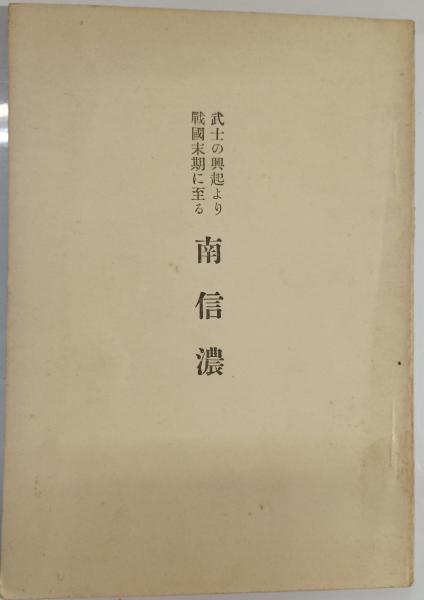 武士の興起より
戰國末期に至る
南信濃